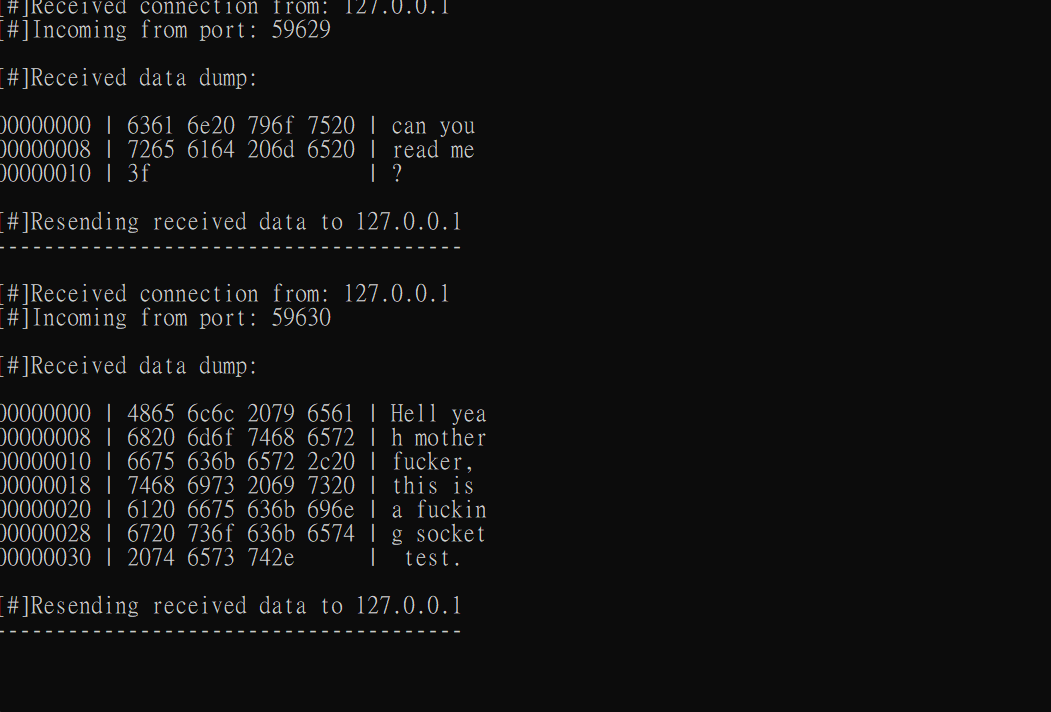 [#]Received connection from: 127.0.0.1
[#]Incoming from port: 59629
[#]Received data dump:
00000000 | 6361 6e20 796f 7520 | can you
00000008 | 7265 6164 206d 6520 | read me
00000010 | 3f | ?
[#]Resending received data to 127.0.0.1
---------------------------------------
[#]Received connection from: 127.0.0.1
[#]Incoming from port: 59630
[#]Received data dump:
00000000 | 4865 6c6c 2079 6561 | Hell yea
00000008 | 6820 6d6f 7468 6572 | h mother
00000010 | 6675 636b 6572 2c20 | fucker,
00000018 | 7468 6973 2069 7320 | this is
00000020 | 6120 6675 636b 696e | a fuckin
00000028 | 6720 736f 636b 6574 | g socket
00000030 | 2074 6573 742e | test.
[#]Resending received data to 127.0.0.1
---------------------------------------